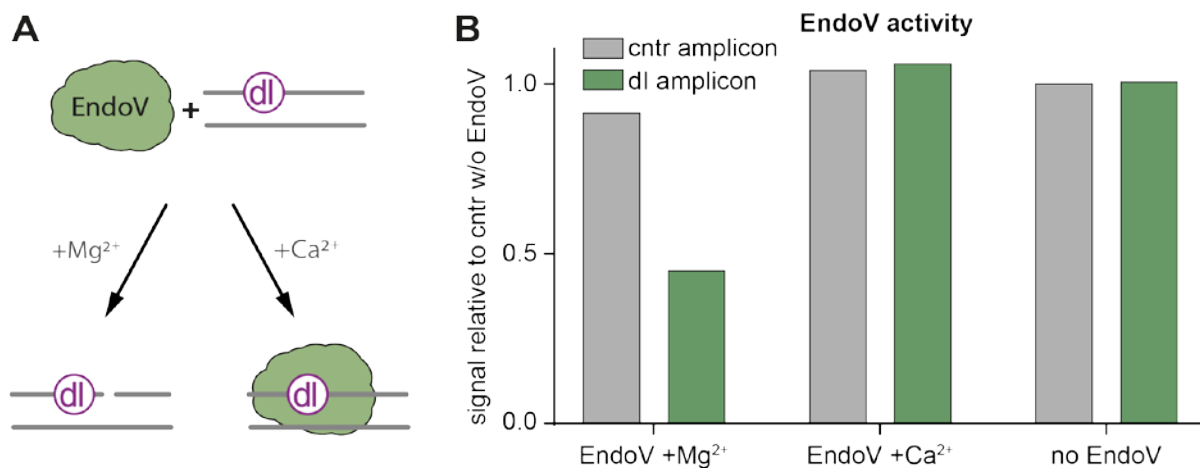 A
EndoV + dI
+Mg²⁺
+Ca²⁺
dI
dI
B
EndoV activity
cntr amplicon
dI amplicon
signal relative to cntr w/o EndoV
1.0
0.5
0.0
EndoV +Mg²⁺
EndoV +Ca²⁺
no EndoV